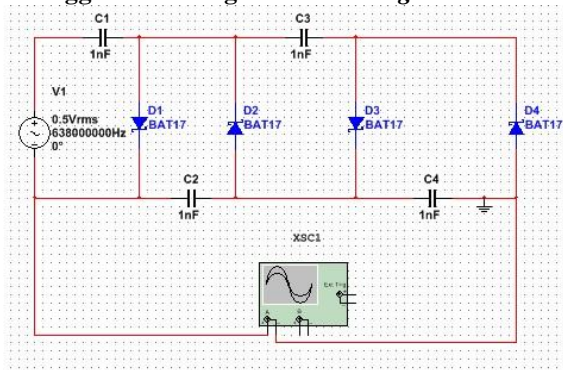 C1
1nF
C3
1nF
V1
0.5Vrms
638000000Hz
0°
D1
BAT17
D2
BAT17
D3
BAT17
D4
BAT17
C2
1nF
C4
1nF
XSC1
Ext Trig
A
B